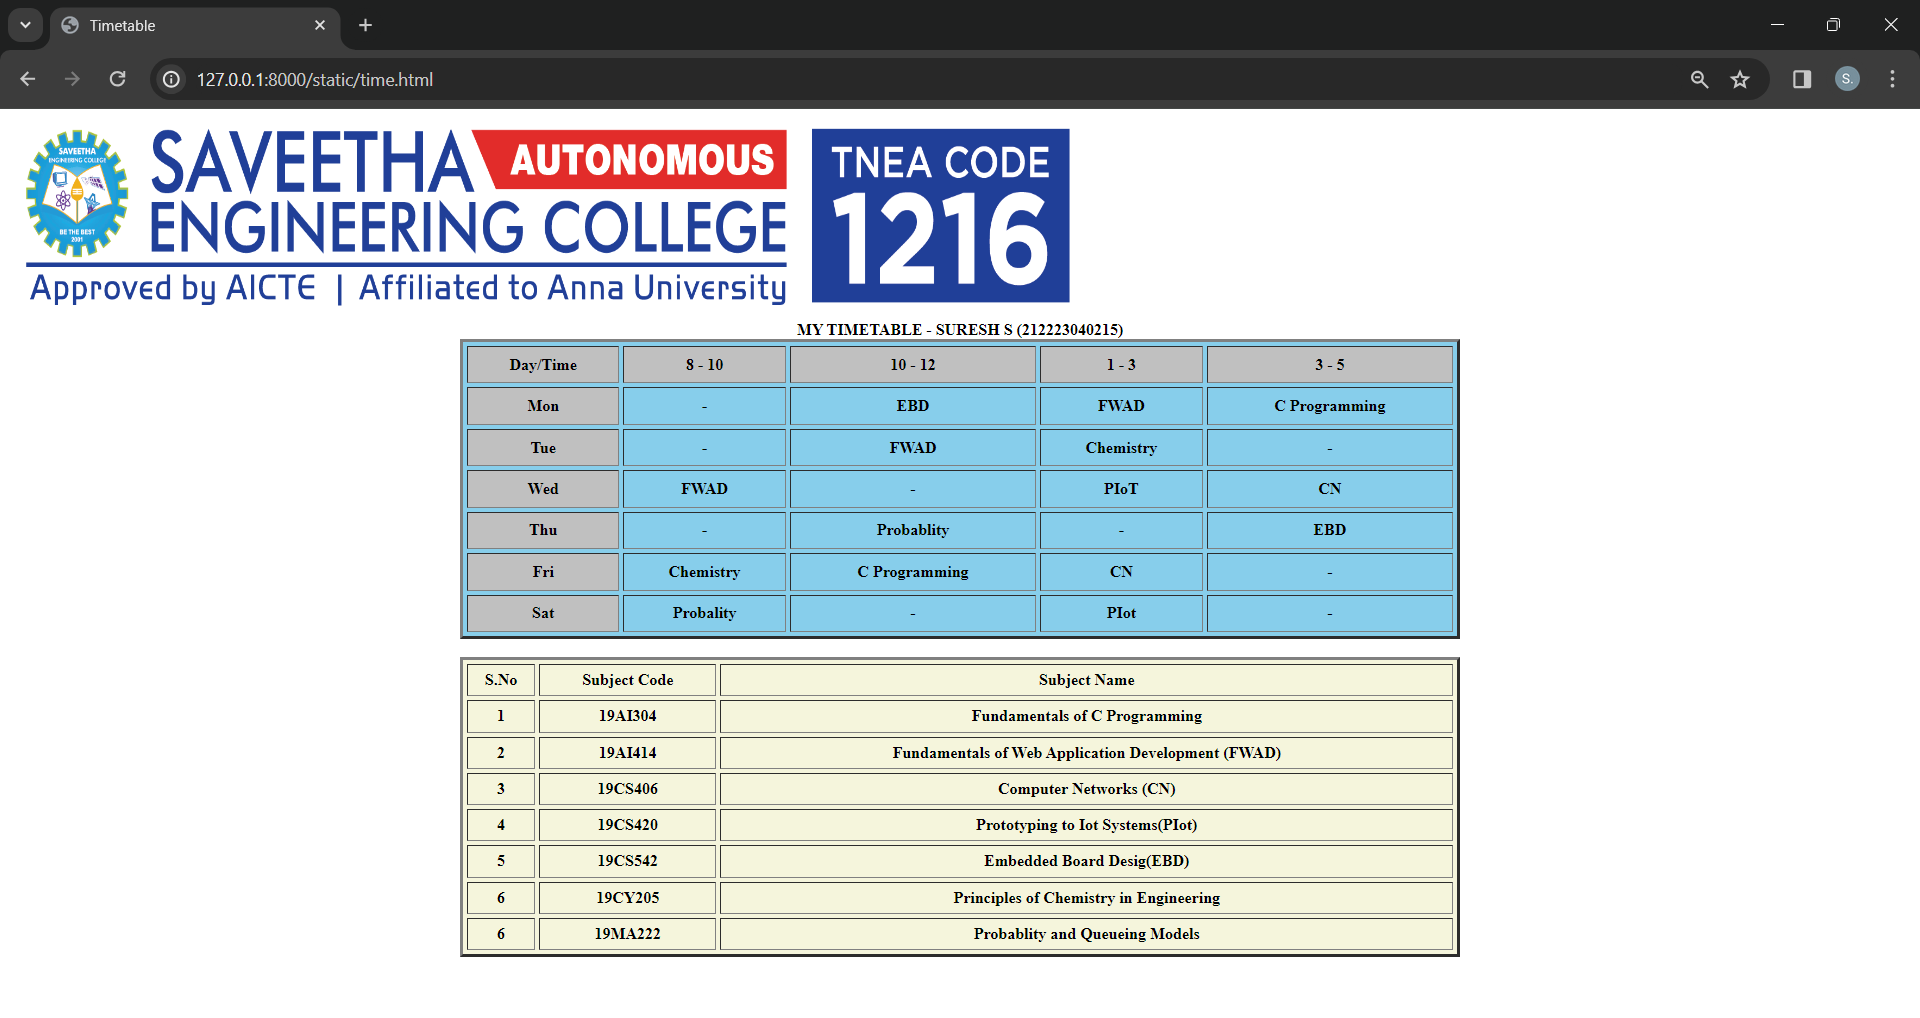 Timetable
127.0.0.1:8000/static/time.html
S.
SAVEETHA
ENGINEERING COLLEGE
BE THE BEST
2001
SAVEETHA AUTONOMOUS
ENGINEERING COLLEGE
Approved by AICTE | Affiliated to Anna University
TNEA CODE
1216
MY TIMETABLE - SURESH S (212223040215)
Day/Time 8 - 10 10 - 12 1 - 3 3 - 5
Mon - EBD FWAD C Programming
Tue - FWAD Chemistry -
Wed FWAD - PIoT CN
Thu - Probablity - EBD
Fri Chemistry C Programming CN -
Sat Probality - PIot -
S.No Subject Code Subject Name
1 19AI304 Fundamentals of C Programming
2 19AI414 Fundamentals of Web Application Development (FWAD)
3 19CS406 Computer Networks (CN)
4 19CS420 Prototyping to Iot Systems(PIot)
5 19CS542 Embedded Board Desig(EBD)
6 19CY205 Principles of Chemistry in Engineering
6 19MA222 Probablity and Queueing Models